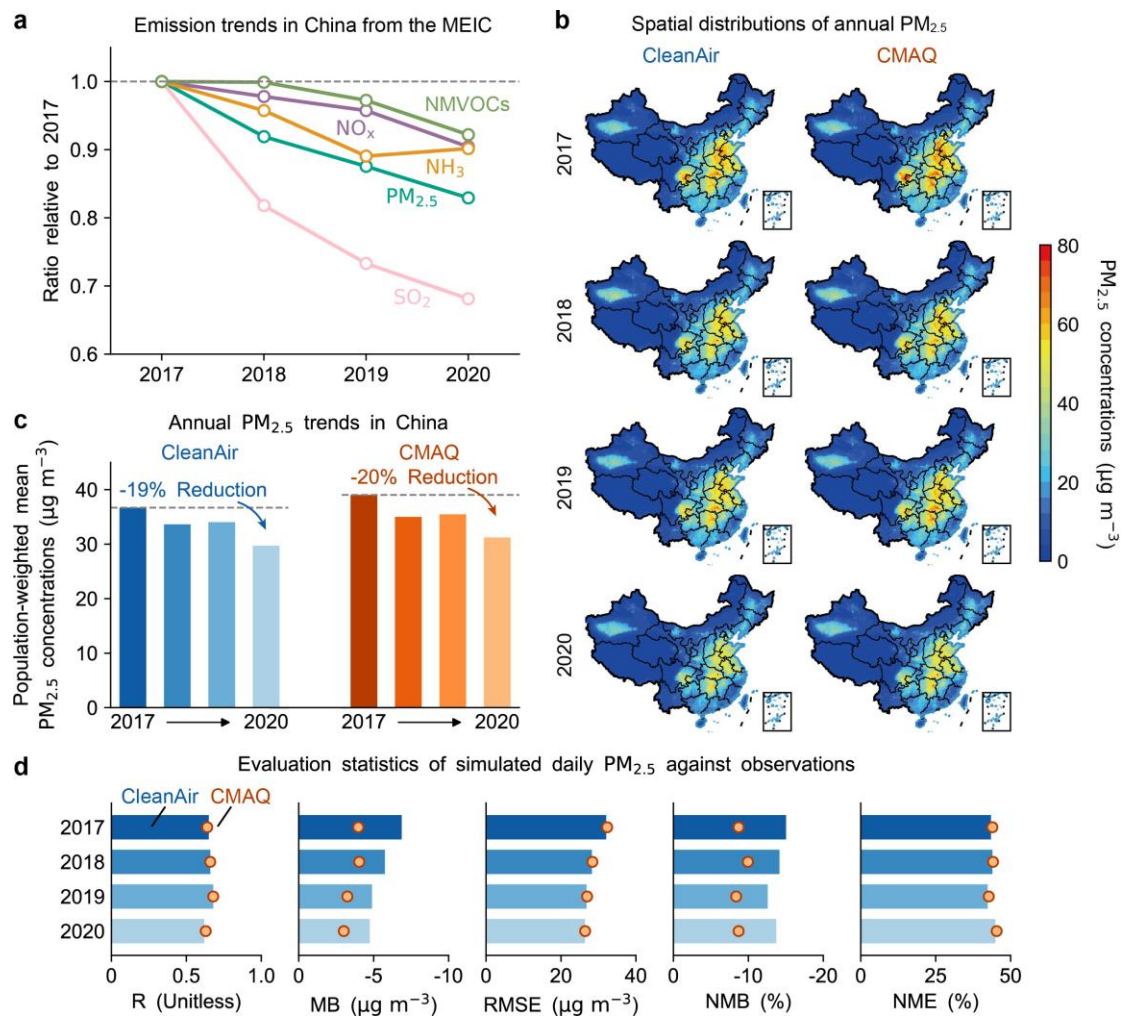 a
Emission trends in China from the MEIC
Ratio relative to 2017
1.0
0.9
0.8
0.7
0.6
2017 2018 2019 2020
NMVOCs
NOₓ
NH₃
PM₂.₅
SO₂
b
Spatial distributions of annual PM₂.₅
CleanAir CMAQ
2017
2018
2019
2020
80
60
40
20
0
PM₂.₅ concentrations (µg m⁻³)
c
Annual PM₂.₅ trends in China
Population-weighted mean
PM₂.₅ concentrations (µg m⁻³)
40
30
20
10
0
CleanAir
-19% Reduction
2017 2020
CMAQ
-20% Reduction
2017 2020
d
Evaluation statistics of simulated daily PM₂.₅ against observations
CleanAir CMAQ
2017
2018
2019
2020
0 0.5 1.0
R (Unitless)
0 -5 -10
MB (µg m⁻³)
0 20 40
RMSE (µg m⁻³)
0 -10 -20
NMB (%)
0 25 50
NME (%)